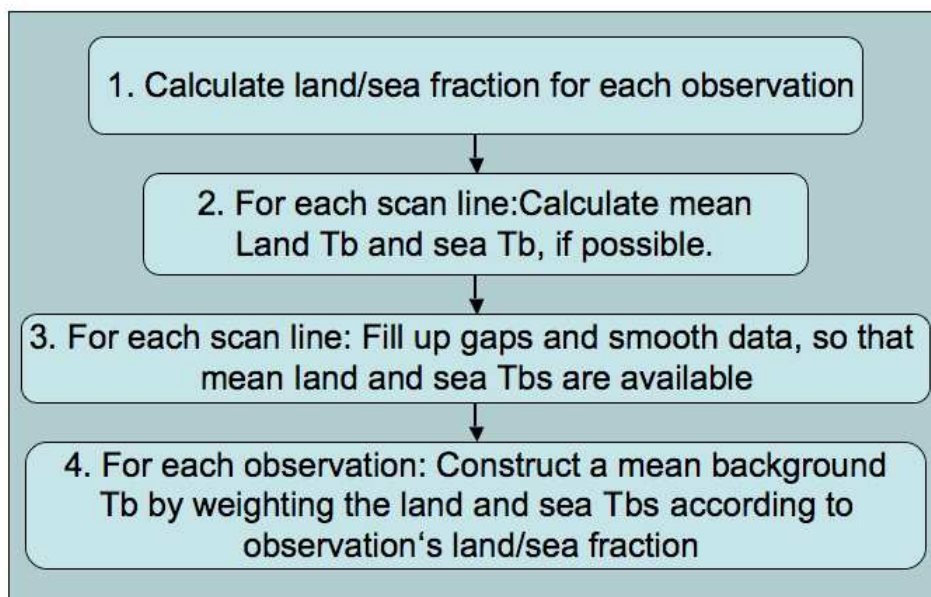 1. Calculate land/sea fraction for each observation
2. For each scan line:Calculate mean
Land Tb and sea Tb, if possible.
3. For each scan line: Fill up gaps and smooth data, so that
mean land and sea Tbs are available
4. For each observation: Construct a mean background
Tb by weighting the land and sea Tbs according to
observation‘s land/sea fraction